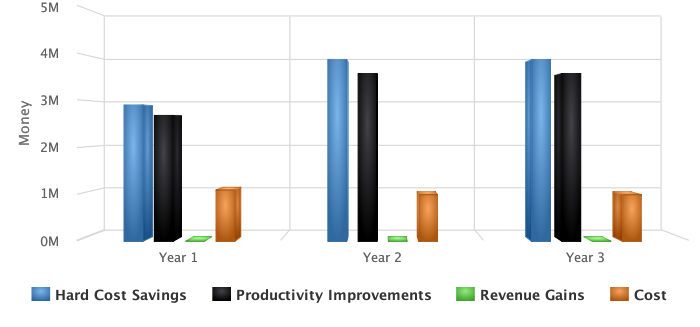 5M
4M
3M
2M
1M
0M
Money
Year 1 Year 2 Year 3
Hard Cost Savings Productivity Improvements Revenue Gains Cost